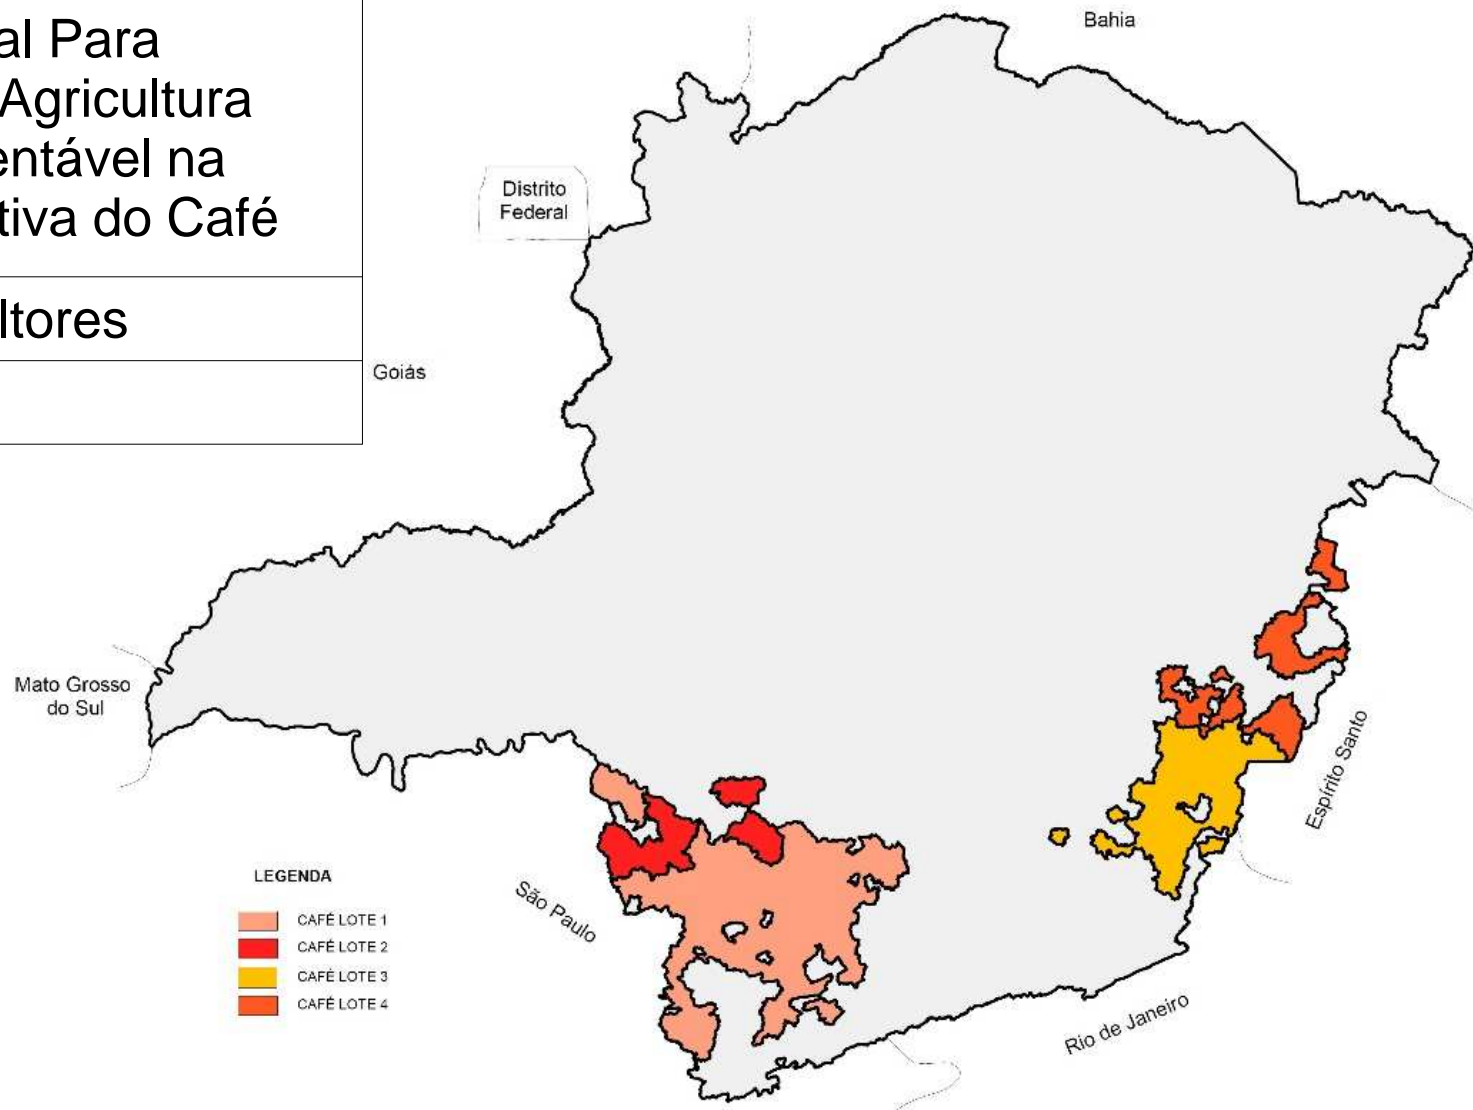 al Para
Agricultura
entável na
tiva do Café
ltores
Bahia
Distrito
Federal
Goiás
Mato Grosso
do Sul
Espírito Santo
São Paulo
Rio de Janeiro
LEGENDA
CAFÉ LOTE 1
CAFÉ LOTE 2
CAFÉ LOTE 3
CAFÉ LOTE 4